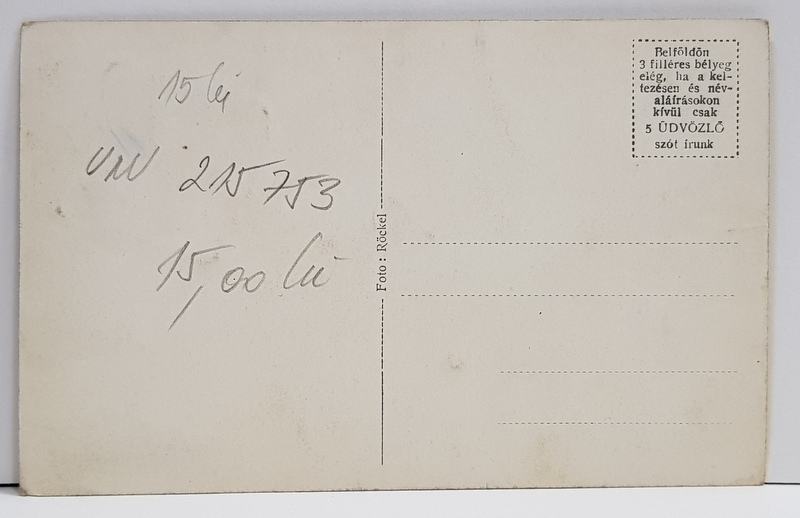 15 lei
VNV 215753
15,00 lei
Foto: Röckel
Belföldön
3 filléres bélyeg
elég, ha a kel-
tezésen és név-
aláírásokon
kívül csak
5 ÜDVÖZLŐ
szót írunk